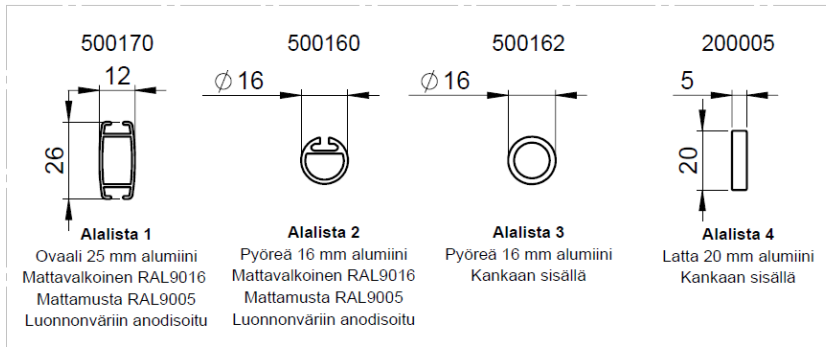 500170
500160
500162
200005
12
⌀ 16
⌀ 16
5
26
20
Alalista 1
Ovaali 25 mm alumiini
Mattavalkoinen RAL9016
Mattamusta RAL9005
Luonnonväriin anodisoitu
Alalista 2
Pyöreä 16 mm alumiini
Mattavalkoinen RAL9016
Mattamusta RAL9005
Luonnonväriin anodisoitu
Alalista 3
Pyöreä 16 mm alumiini
Kankaan sisällä
Alalista 4
Latta 20 mm alumiini
Kankaan sisällä